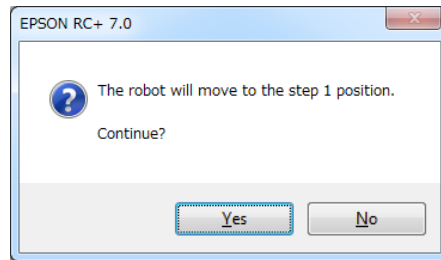 EPSON RC+ 7.0
The robot will move to the step 1 position.
Continue?
Yes
No